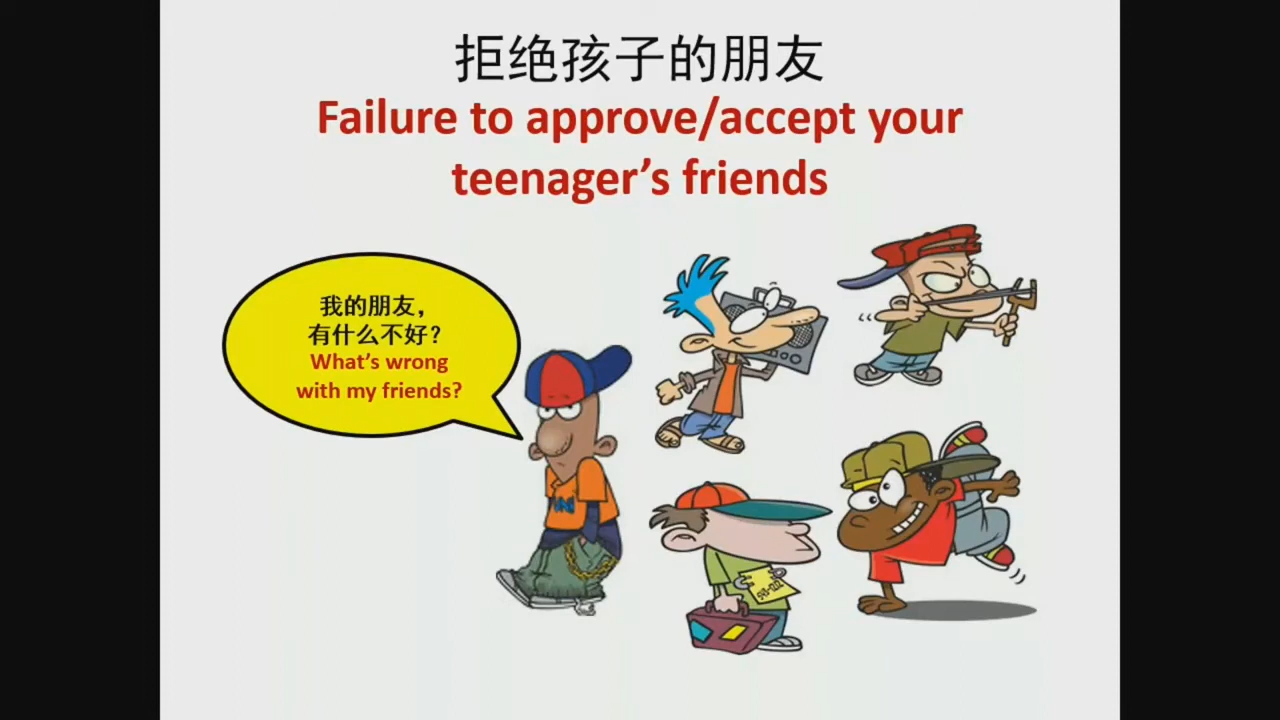 拒绝孩子的朋友
Failure to approve/accept your
teenager’s friends
我的朋友，
有什么不好？
What’s wrong
with my friends?